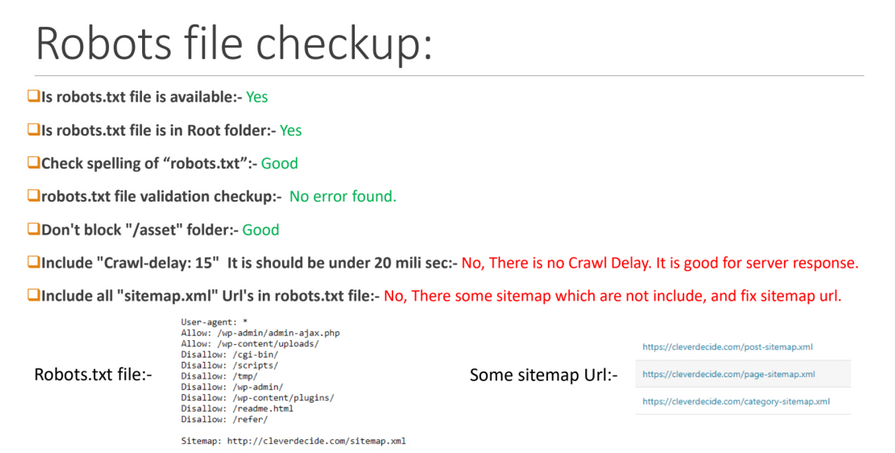 Robots file checkup:
Is robots.txt file is available:- Yes
Is robots.txt file is in Root folder:- Yes
Check spelling of “robots.txt”:- Good
robots.txt file validation checkup:- No error found.
Don't block "/asset" folder:- Good
Include "Crawl-delay: 15" It is should be under 20 mili sec:- No, There is no Crawl Delay. It is good for server response.
Include all "sitemap.xml" Url's in robots.txt file:- No, There some sitemap which are not include, and fix sitemap url.
Robots.txt file:-
User-agent: *
Allow: /wp-admin/admin-ajax.php
Allow: /wp-content/uploads/
Disallow: /cgi-bin/
Disallow: /scripts/
Disallow: /tmp/
Disallow: /wp-admin/
Disallow: /wp-content/plugins/
Disallow: /readme.html
Disallow: /refer/
Sitemap: http://cleverdecide.com/sitemap.xml
Some sitemap Url:-
https://cleverdecide.com/post-sitemap.xml
https://cleverdecide.com/page-sitemap.xml
https://cleverdecide.com/category-sitemap.xml